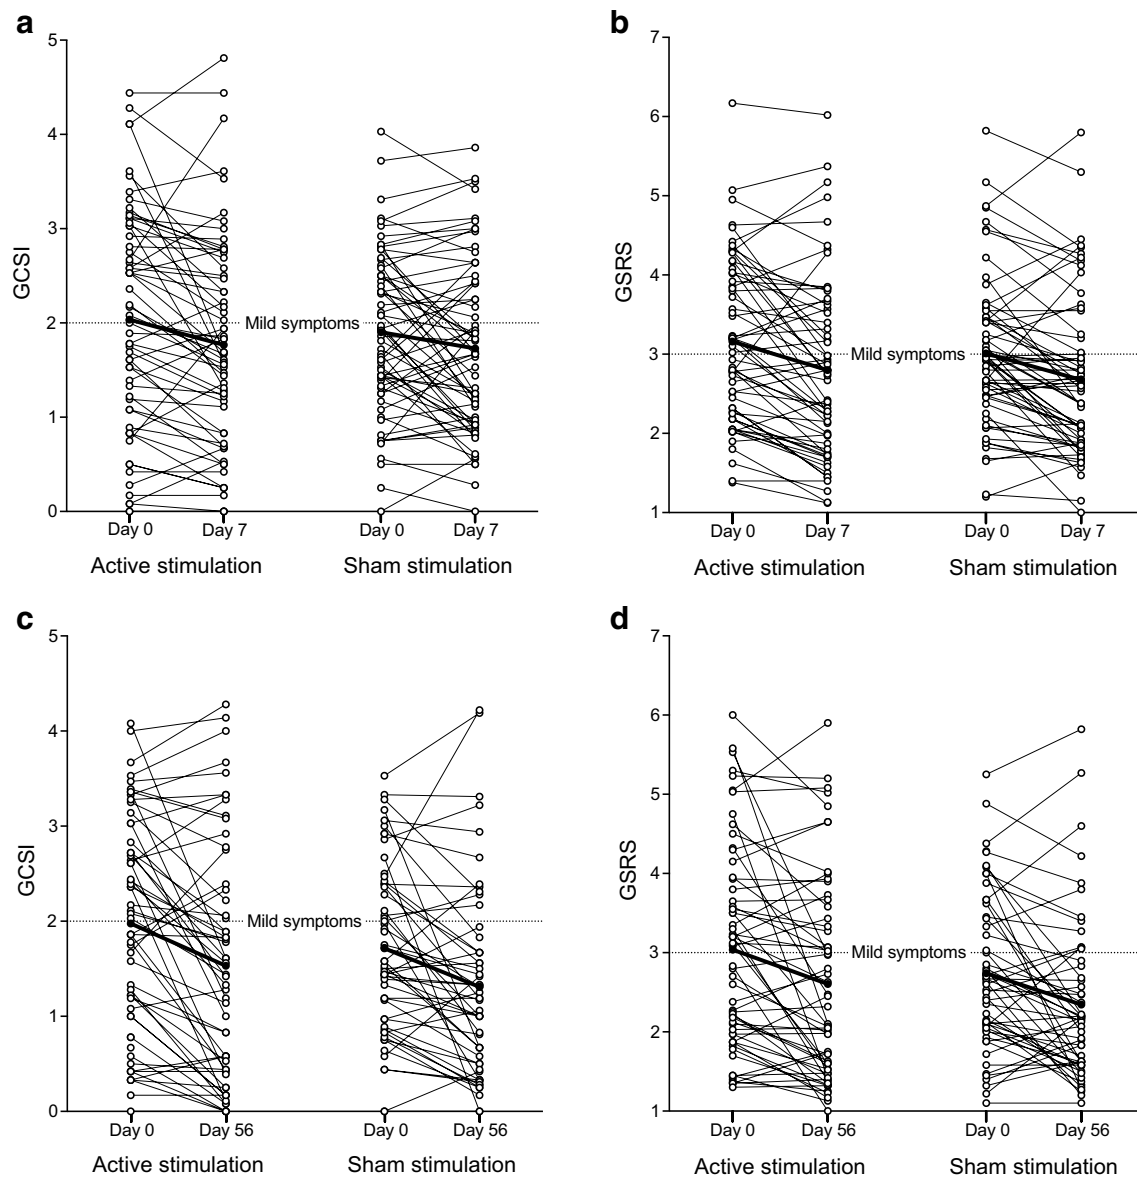 a
5
4
3
2
1
0
GCSI
Mild symptoms
Day 0
Day 7
Day 0
Day 7
Active stimulation
Sham stimulation
b
7
6
5
4
3
2
1
GSRS
Mild symptoms
Day 0
Day 7
Day 0
Day 7
Active stimulation
Sham stimulation
c
5
4
3
2
1
0
GCSI
Mild symptoms
Day 0
Day 56
Day 0
Day 56
Active stimulation
Sham stimulation
d
7
6
5
4
3
2
1
GSRS
Mild symptoms
Day 0
Day 56
Day 0
Day 56
Active stimulation
Sham stimulation